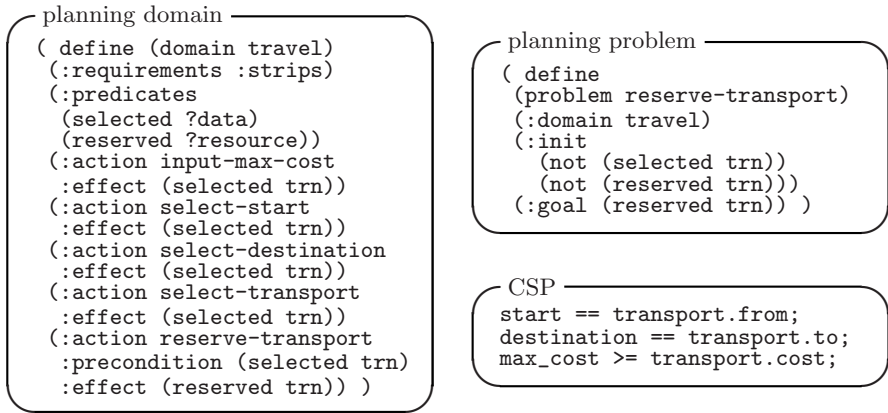 planning domain
( define (domain travel)
(:requirements :strips)
(:predicates
(selected ?data)
(reserved ?resource))
(:action input-max-cost
:effect (selected trn))
(:action select-start
:effect (selected trn))
(:action select-destination
:effect (selected trn))
(:action select-transport
:effect (selected trn))
(:action reserve-transport
:precondition (selected trn)
:effect (reserved trn)) )
planning problem
( define
(problem reserve-transport)
(:domain travel)
(:init
(not (selected trn))
(not (reserved trn)))
(:goal (reserved trn)) )
CSP
start == transport.from;
destination == transport.to;
max_cost >= transport.cost;